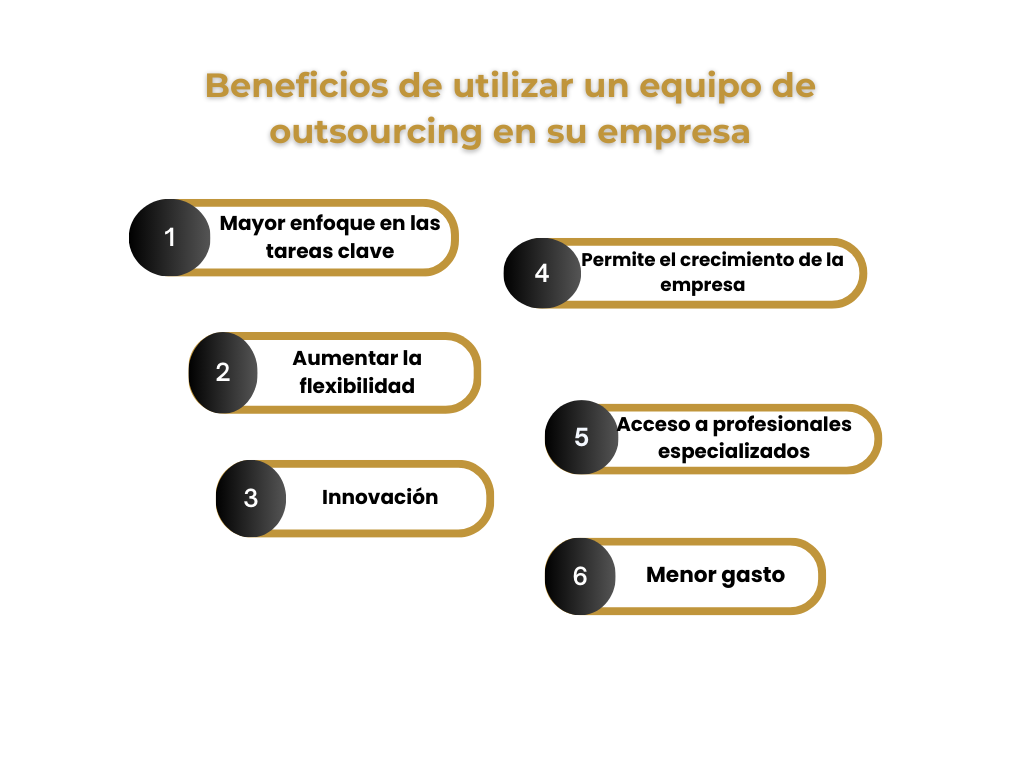 Beneficios de utilizar un equipo de
outsourcing en su empresa
1
Mayor enfoque en las
tareas clave
2
Aumentar la
flexibilidad
3
Innovación
4
Permite el crecimiento de la
empresa
5
Acceso a profesionales
especializados
6
Menor gasto